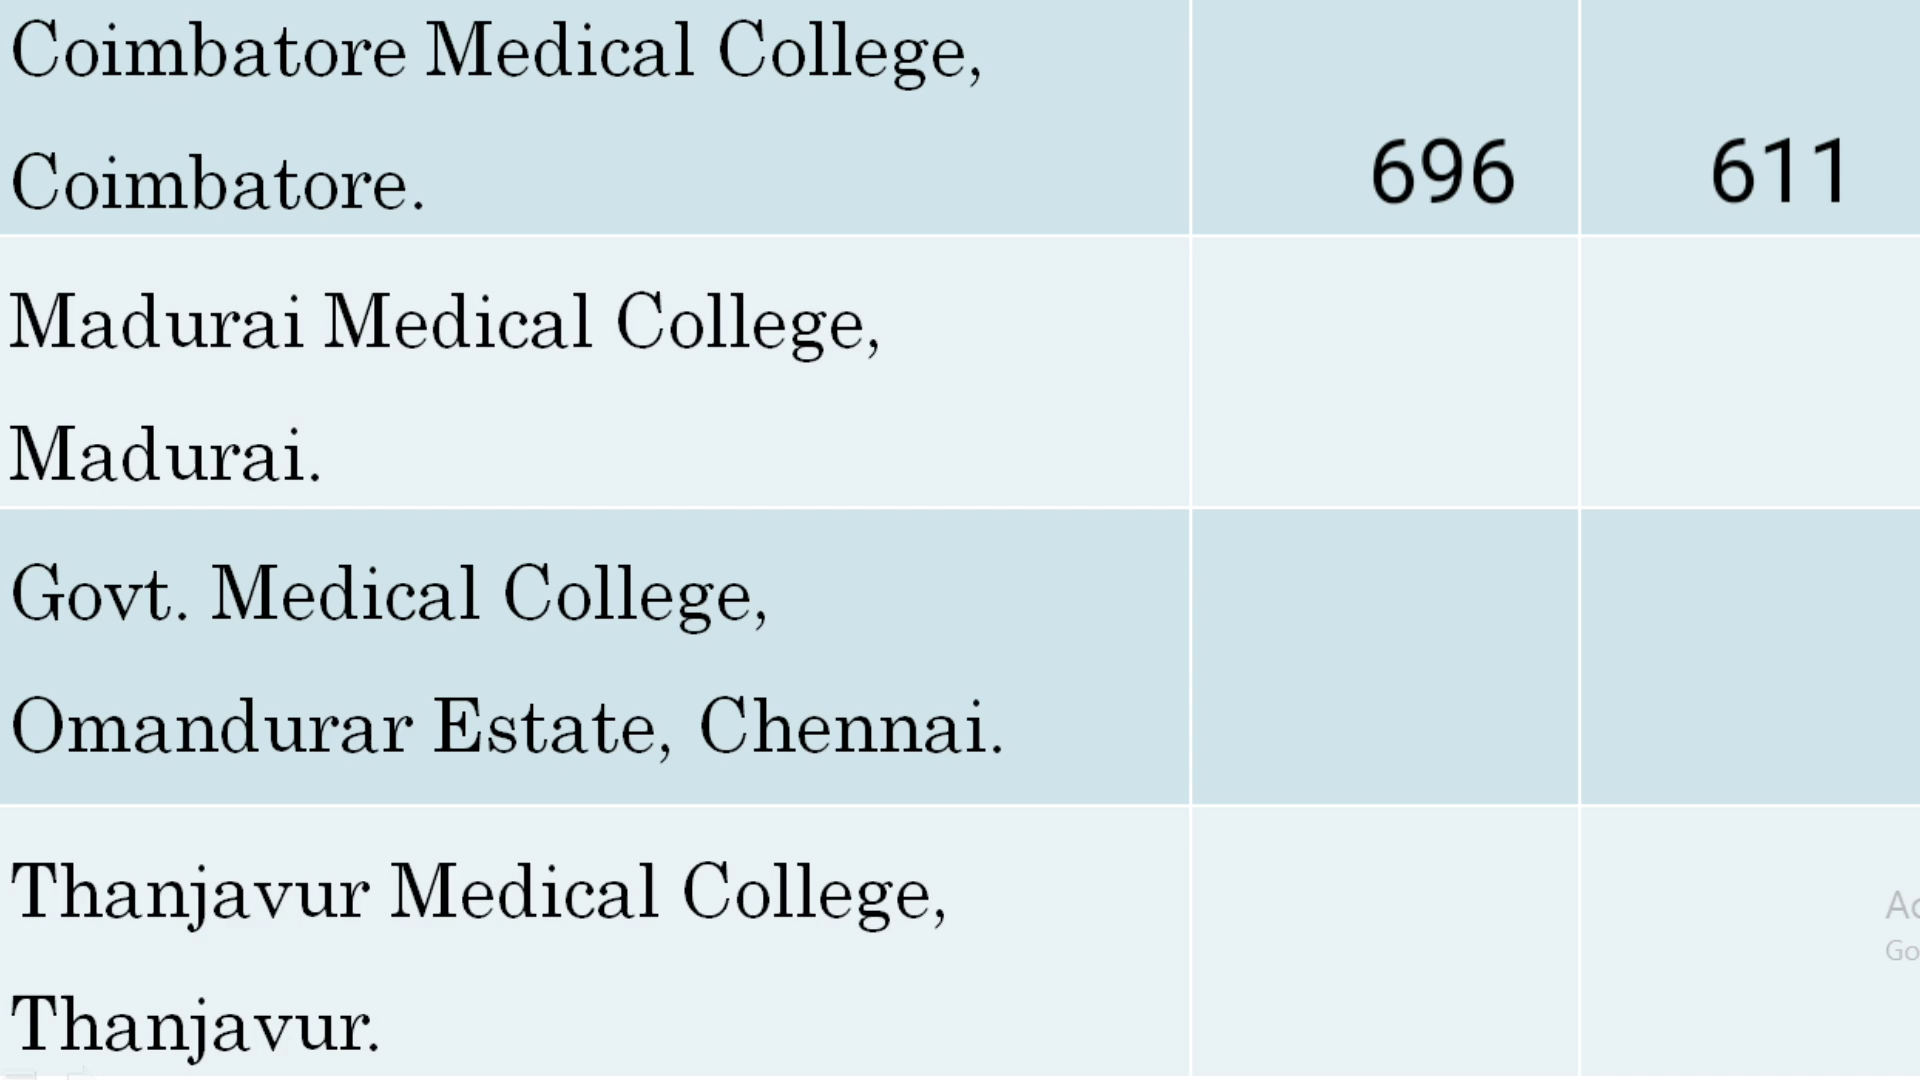 Coimbatore Medical College,
Coimbatore.
696 611
Madurai Medical College,
Madurai.
Govt. Medical College,
Omandurar Estate, Chennai.
Thanjavur Medical College,
Thanjavur.